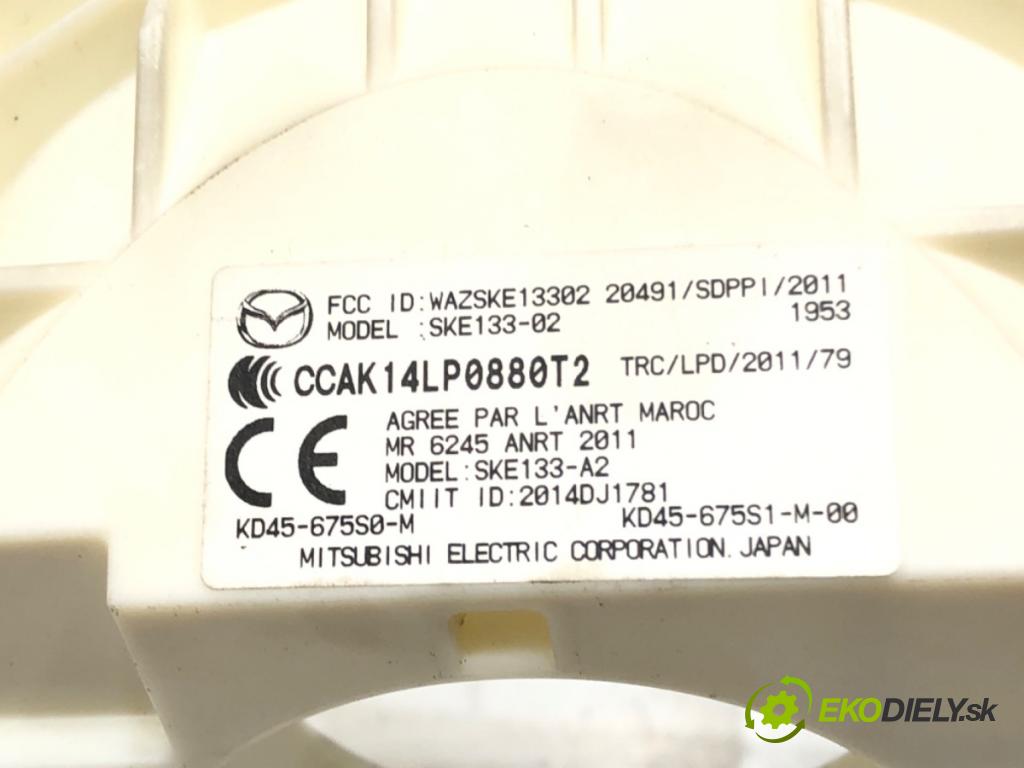 FCC ID:WAZSKE13302 20491/SDPPI/2011
MODEL :SKE133-02 1953
CCAK14LP0880T2 TRC/LPD/2011/79
CE
AGREE PAR L'ANRT MAROC
MR 6245 ANRT 2011
MODEL:SKE133-A2
CMIIT ID:2014DJ1781
KD45-675S0-M KD45-675S1-M-00
MITSUBISHI ELECTRIC CORPORATION. JAPAN
EKODIELY.sk